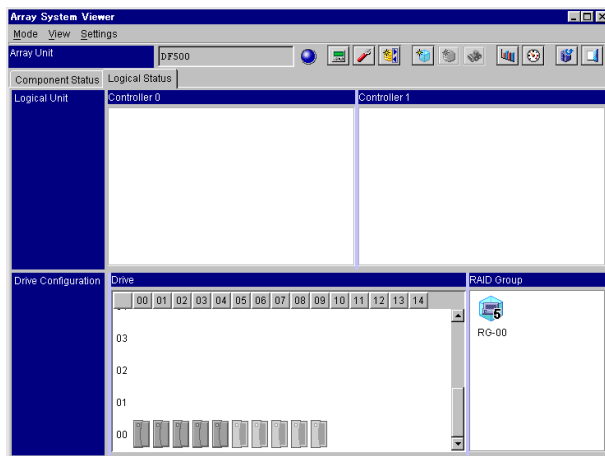 Array System Viewer
Mode View Settings
Array Unit DF500
Component Status Logical Status
Logical Unit Controller 0 Controller 1
Drive Configuration Drive RAID Group
00 01 02 03 04 05 06 07 08 09 10 11 12 13 14
5
03 RG-00
02
01
00